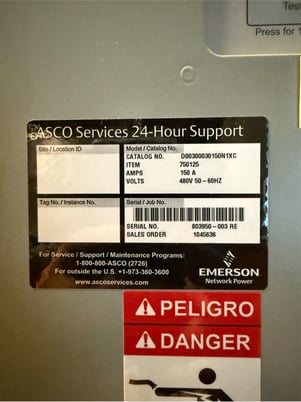 Press for 1
ASCO Services 24-Hour Support
Site / Location ID
Model / Catalog No.
CATALOG NO. D00300030150N1XC
ITEM 750125
AMPS 150 A
VOLTS 480V 50-60HZ
Tag No. / Instance No.
Serial / Job No.
SERIAL NO. 803950-003 RE
SALES ORDER 1045636
For Service / Support / Maintenance Programs:
1-800-800-ASCO (2726)
For outside the U.S. +1-973-360-3600
www.ascoservices.com
EMERSON
Network Power
PELIGRO
DANGER